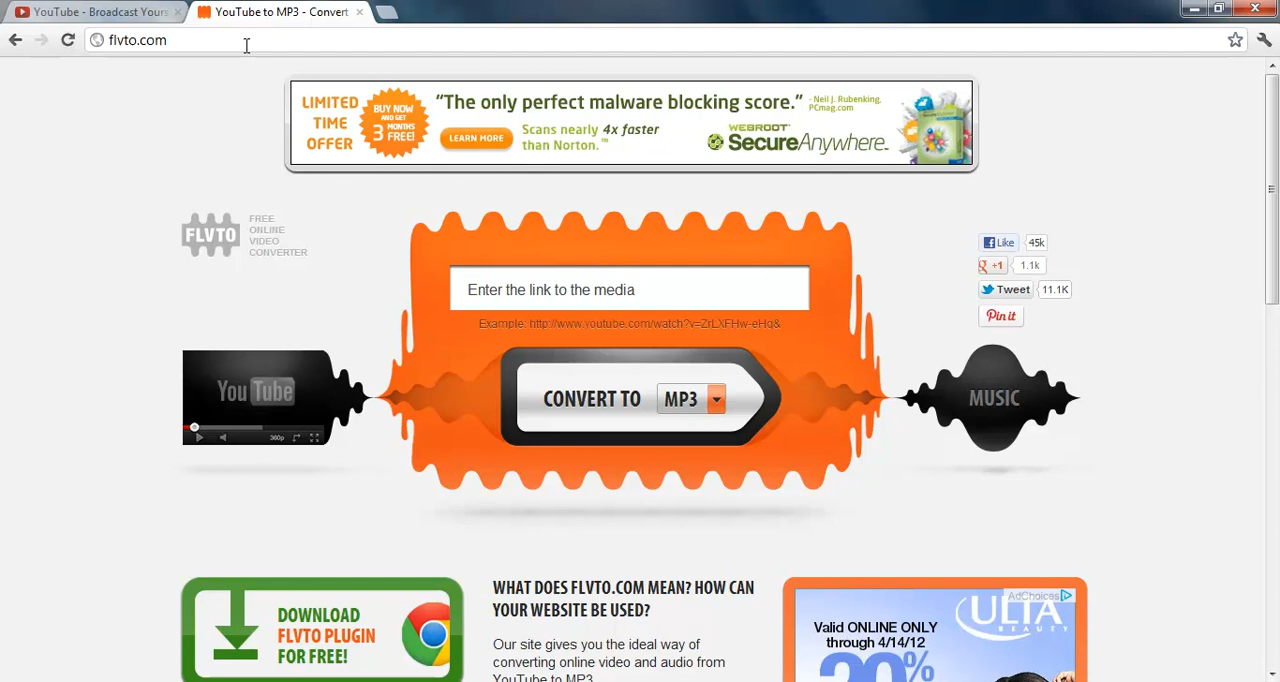 YouTube - Broadcast Yours
YouTube to MP3 - Convert
flvto.com
LIMITED
TIME
OFFER
BUY NOW
AND GET
3 MONTHS
FREE!
“The only perfect malware blocking score.”
- Neil J. Rubenking,
PCmag.com
LEARN MORE
Scans nearly 4x faster
than Norton.™
WEBROOT
SecureAnywhere.
FLVTO
FREE
ONLINE
VIDEO
CONVERTER
Enter the link to the media
Example: http://www.youtube.com/watch?v=ZrLXFHw-eHq&
Like 45k
+1 1.1k
Tweet 11.1K
Pin it
YouTube
360p
CONVERT TO MP3
MUSIC
DOWNLOAD
FLVTO PLUGIN
FOR FREE!
WHAT DOES FLVTO.COM MEAN? HOW CAN
YOUR WEBSITE BE USED?
Our site gives you the ideal way of
converting online video and audio from
YouTube to MP3
AdChoices
ULTA
BEAUTY
Valid ONLINE ONLY
through 4/14/12
20%